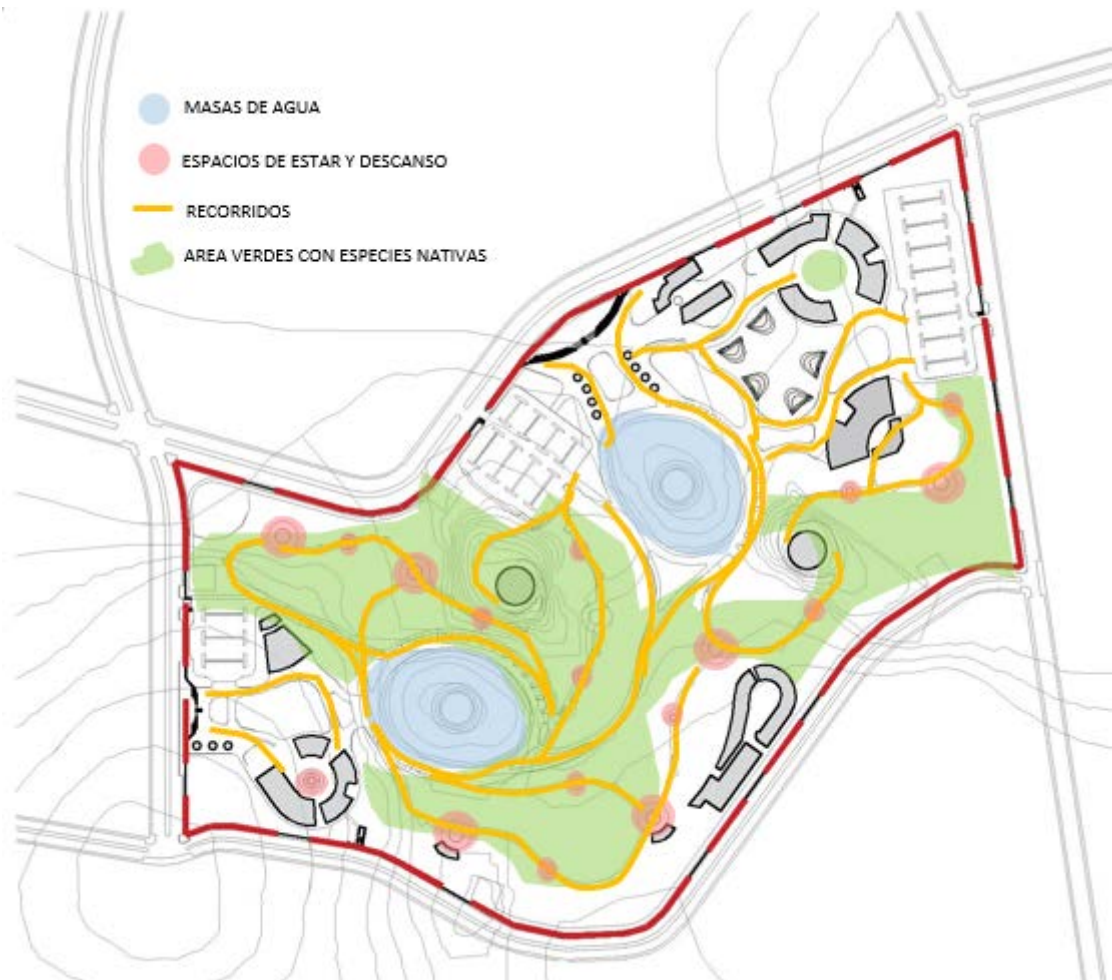 MASAS DE AGUA
ESPACIOS DE ESTAR Y DESCANSO
RECORRIDOS
AREA VERDES CON ESPECIES NATIVAS